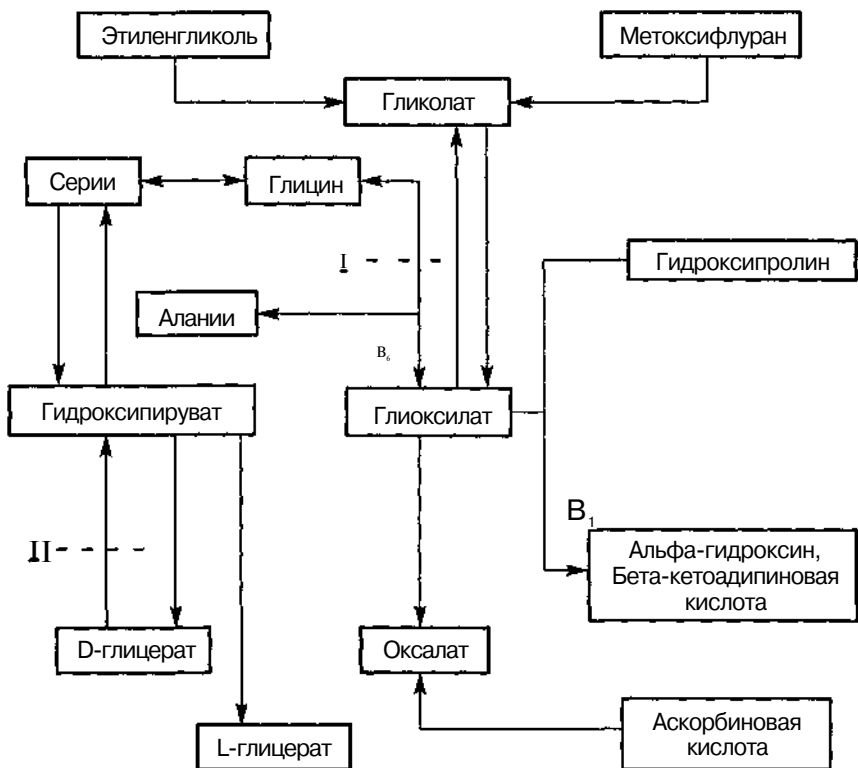 Этиленгликоль
Метоксифлуран
Гликолат
Серии
Глицин
I
Гидроксипролин
Алании
B₆
Гидроксипируват
Глиоксилат
B₁
II
Альфа-гидроксин,
Бета-кетоадипиновая
кислота
D-глицерат
Оксалат
L-глицерат
Аскорбиновая
кислота